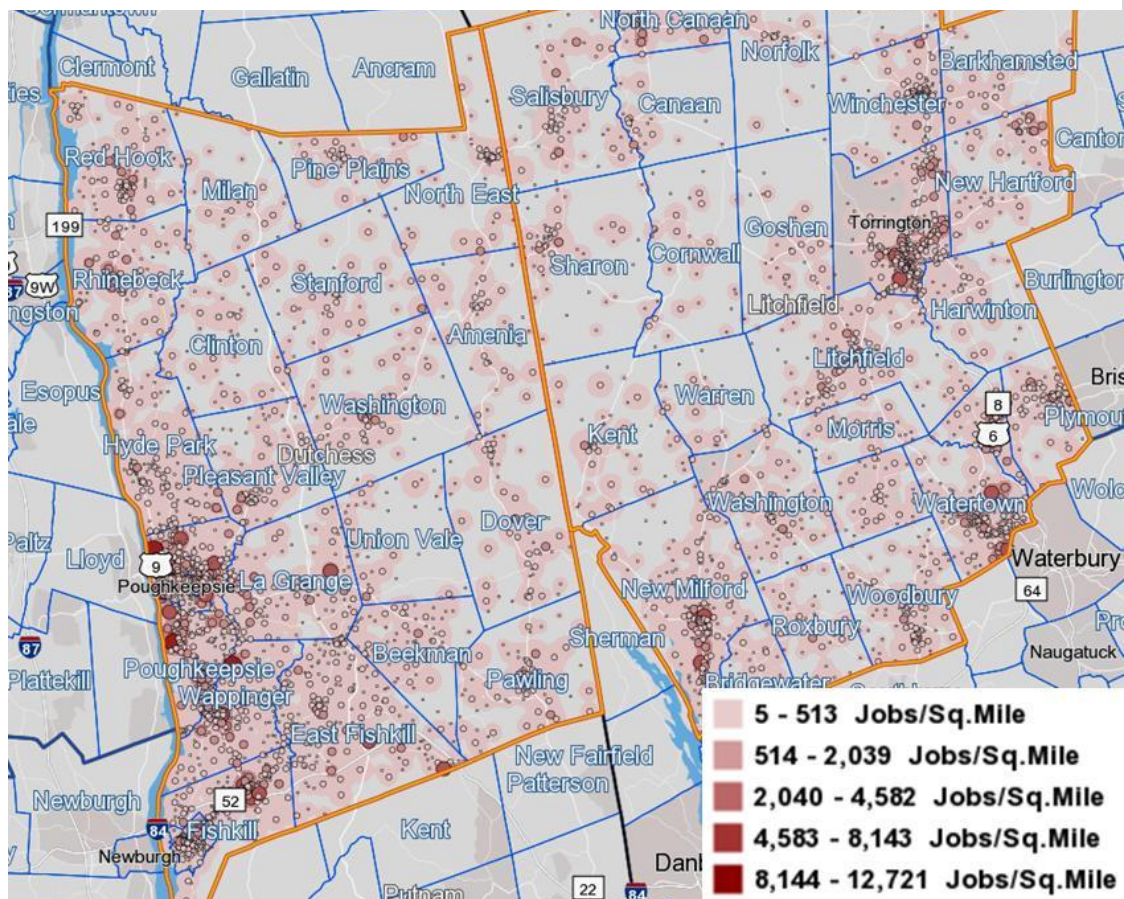 Clermont
Gallatin
Ancram
North Canaan
Norfolk
Barkhamsted
Salisbury
Canaan
Winchester
Canton
Red Hook
Milan
Pine Plains
North East
New Hartford
199
Torrington
Goshen
Sharon
Cornwall
Rhinebeck
Stanford
9W
87
Burlington
Harwinton
Litchfield
Clinton
Amenia
Litchfield
Esopus
Warren
Washington
8
Plymou
Hyde Park
Kent
Morris
6
Dutchess
Pleasant Valley
Washington
Watertown
Dover
Union Vale
Lloyd
9
Waterbury
Poughkeepsie
La Grange
New Milford
Woodbury
64
Roxbury
Sherman
87
Beekman
Naugatuck
Poughkeepsie
Plattekill
Pawling
Bridgewater
Wappinger
East Fishkill
New Fairfield
Patterson
52
Newburgh
84
Fishkill
Kent
Newburgh
Putnam
22
84
5 - 513 Jobs/Sq.Mile
514 - 2,039 Jobs/Sq.Mile
2,040 - 4,582 Jobs/Sq.Mile
4,583 - 8,143 Jobs/Sq.Mile
8,144 - 12,721 Jobs/Sq.Mile